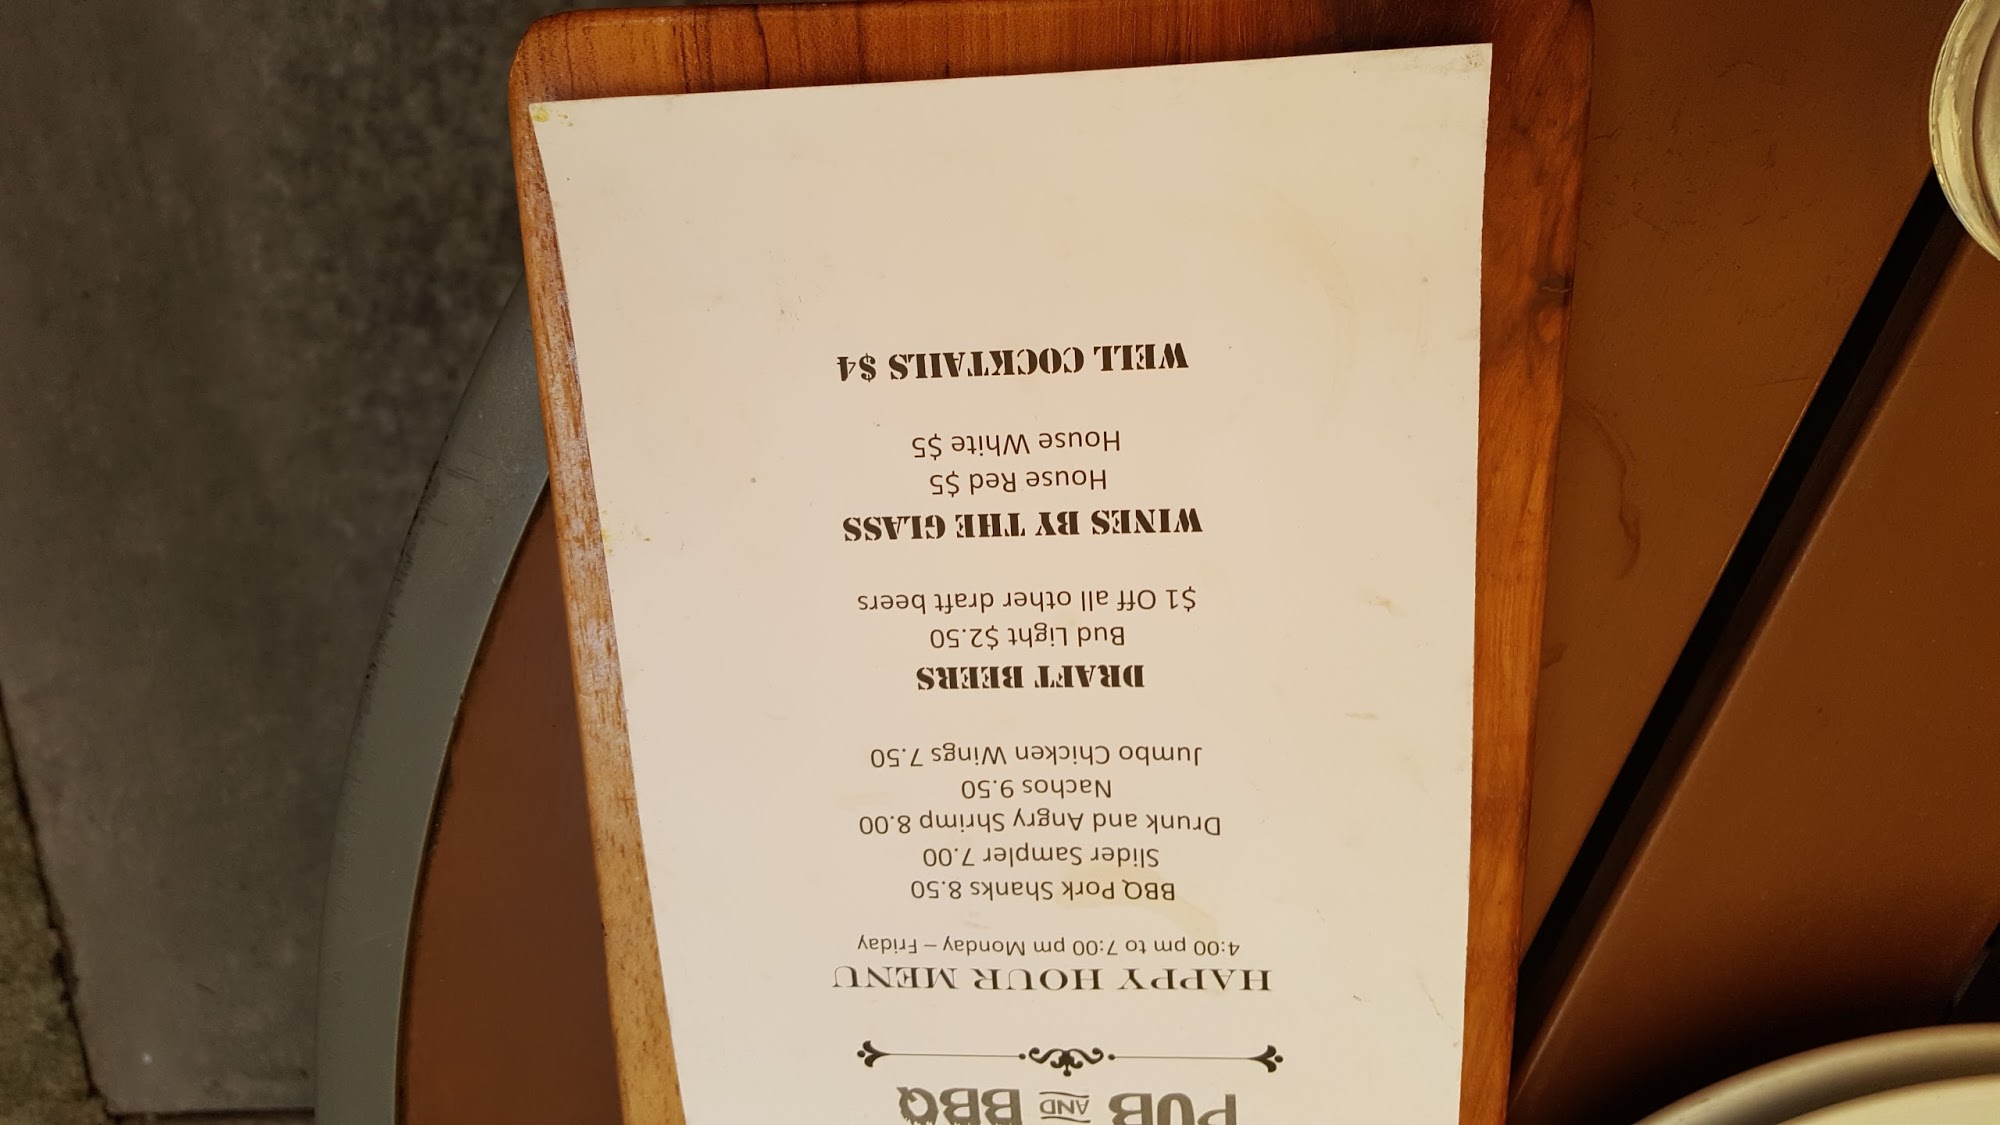 PUB AND BBQ
HAPPY HOUR MENU
4:00 pm to 7:00 pm Monday – Friday
BBQ Pork Shanks 8.50
Slider Sampler 7.00
Drunk and Angry Shrimp 8.00
Nachos 9.50
Jumbo Chicken Wings 7.50
DRAFT BEERS
Bud Light $2.50
$1 Off all other draft beers
WINES BY THE GLASS
House Red $5
House White $5
WELL COCKTAILS $4